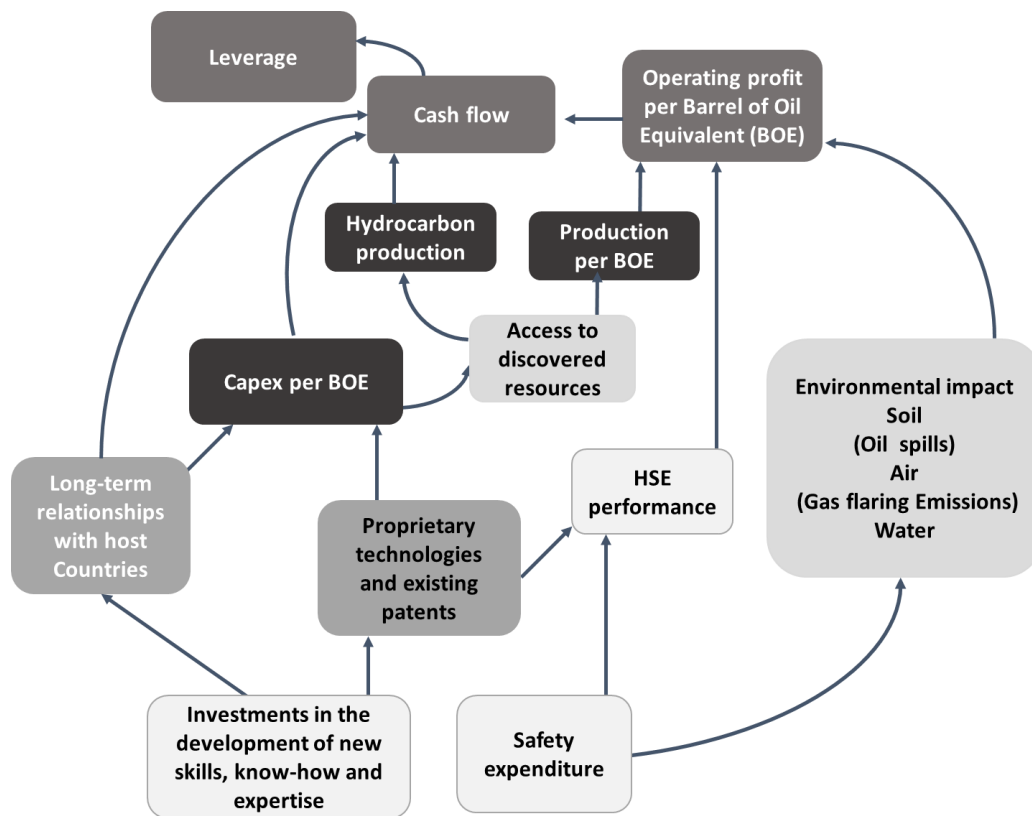 Leverage
Cash flow
Operating profit
per Barrel of Oil
Equivalent (BOE)
Hydrocarbon
production
Production
per BOE
Access to
discovered
resources
Capex per BOE
Environmental impact
Soil
(Oil spills)
Air
(Gas flaring Emissions)
Water
Long-term
relationships
with host
Countries
Proprietary
technologies
and existing
patents
HSE
performance
Investments in the
development of new
skills, know-how and
expertise
Safety
expenditure